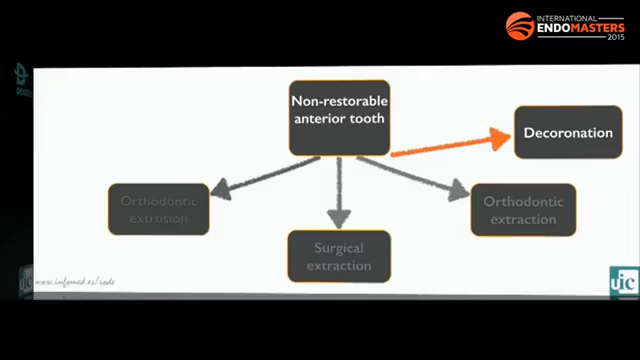 INTERNATIONAL
ENDOMASTERS
2015
Non-restorable
anterior tooth
Decoronation
Orthodontic
extrusion
Orthodontic
extraction
Surgical
extraction
www.infomed.es/rode
uic